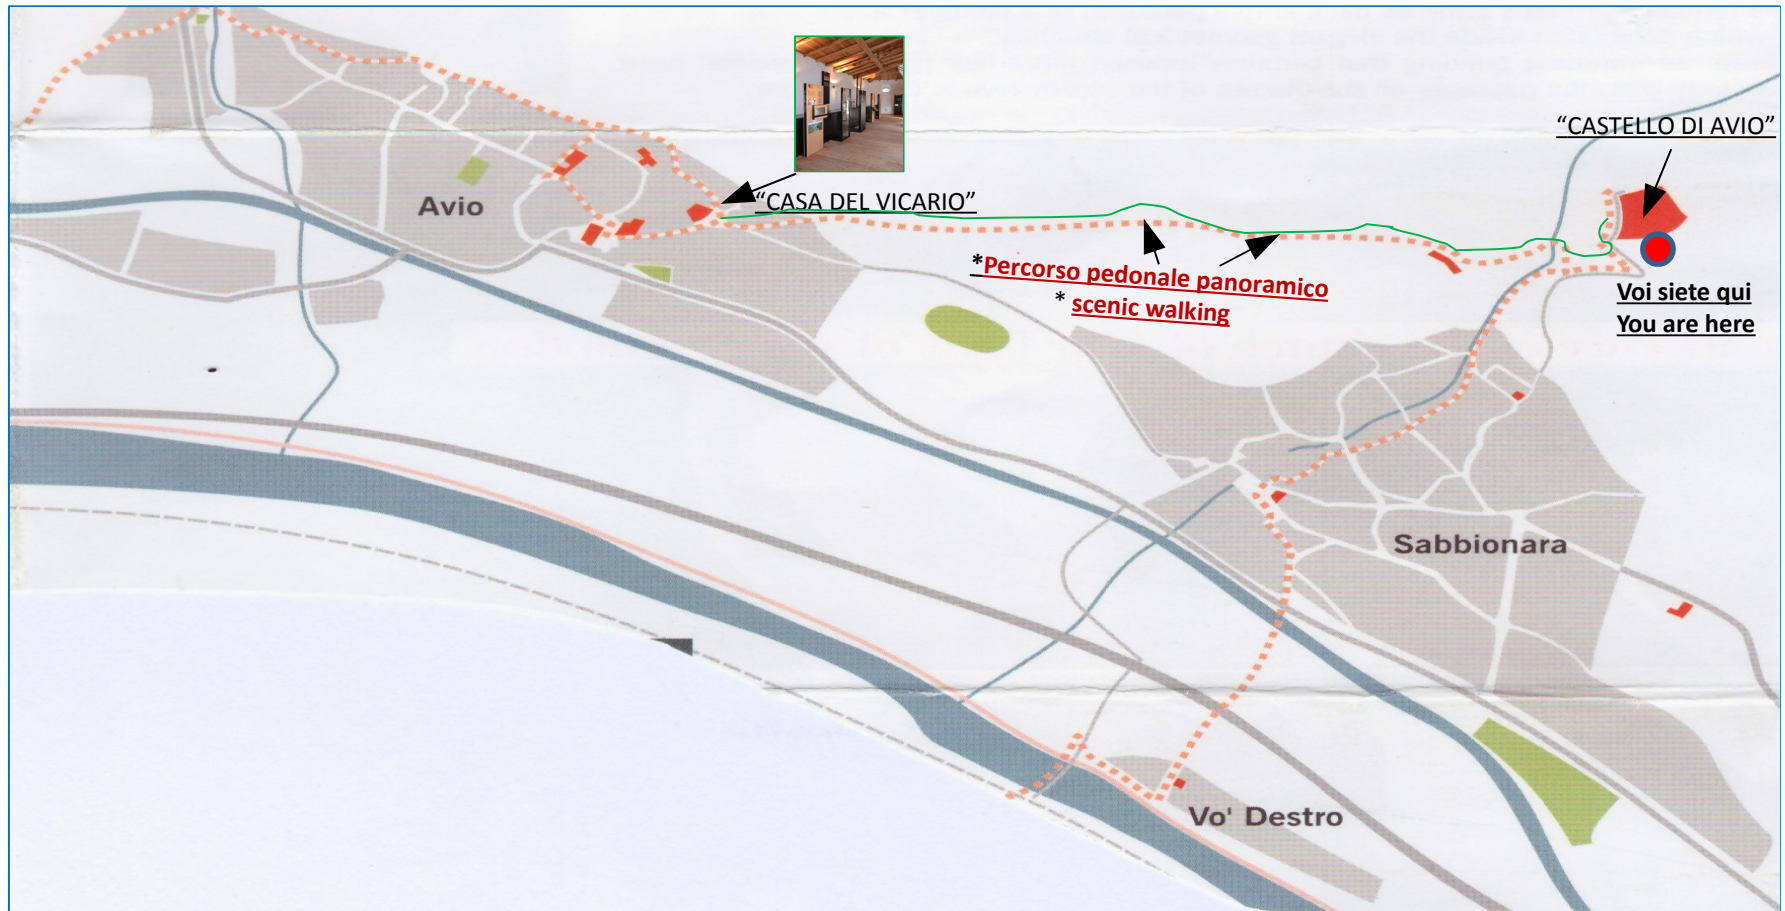 “CASTELLO DI AVIO”
Avio
“CASA DEL VICARIO”
*Percorso pedonale panoramico
* scenic walking
Voi siete qui
You are here
Sabbionara
Vo' Destro